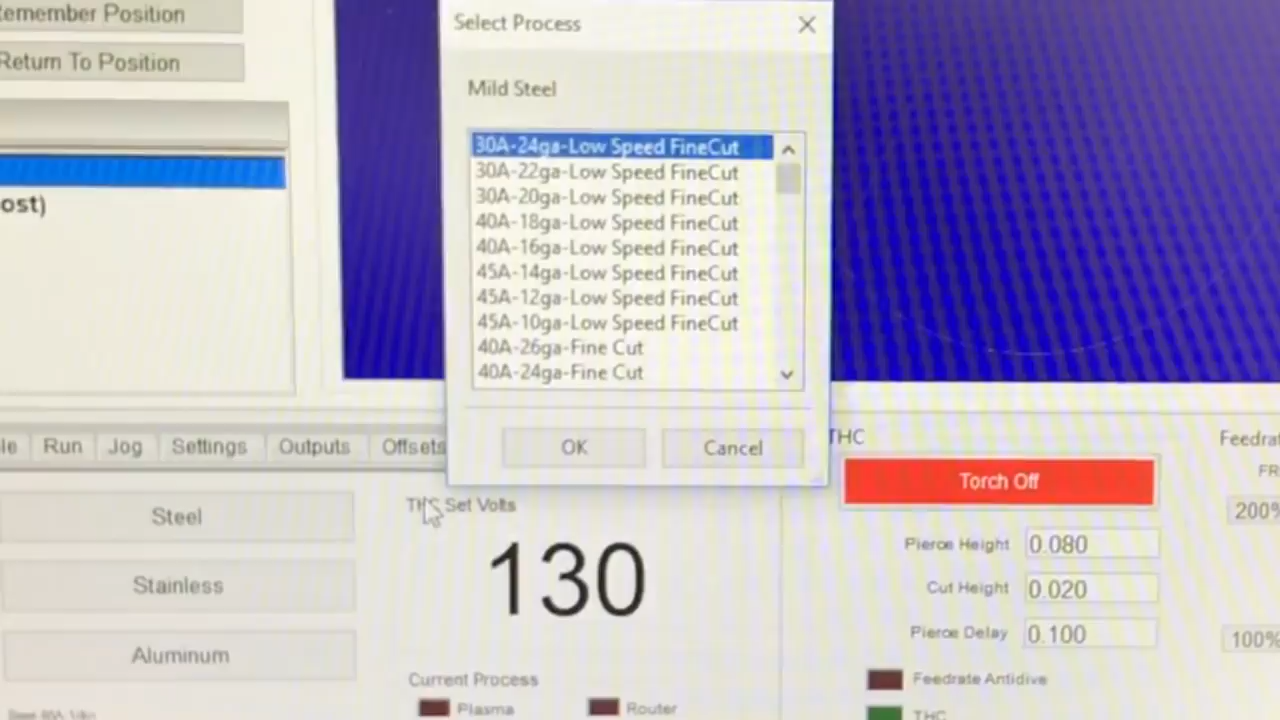 Remember Position
Return To Position
ost)
Select Process
Mild Steel
30A-24ga-Low Speed FineCut
30A-22ga-Low Speed FineCut
30A-20ga-Low Speed FineCut
40A-18ga-Low Speed FineCut
40A-16ga-Low Speed FineCut
45A-14ga-Low Speed FineCut
45A-12ga-Low Speed FineCut
45A-10ga-Low Speed FineCut
40A-26ga-Fine Cut
40A-24ga-Fine Cut
OK
Cancel
le
Run
Jog
Settings
Outputs
Offsets
Steel
Stainless
Aluminum
THC Set Volts
130
Current Process
Plasma
Router
THC
Torch Off
Pierce Height 0.080
Cut Height 0.020
Pierce Delay 0.100
Feedrate Antidive
THC
Feedrat
FR
200%
100%